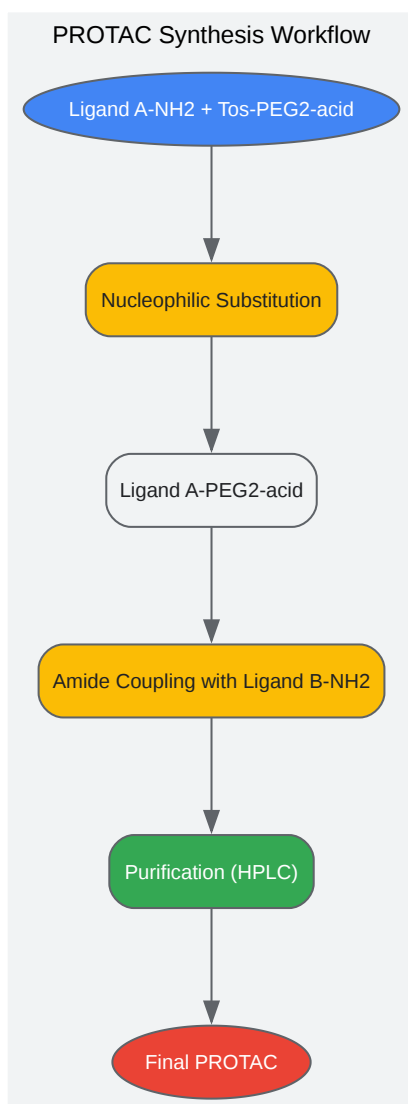 PROTAC Synthesis Workflow
Ligand A-NH2 + Tos-PEG2-acid
Nucleophilic Substitution
Ligand A-PEG2-acid
Amide Coupling with Ligand B-NH2
Purification (HPLC)
Final PROTAC